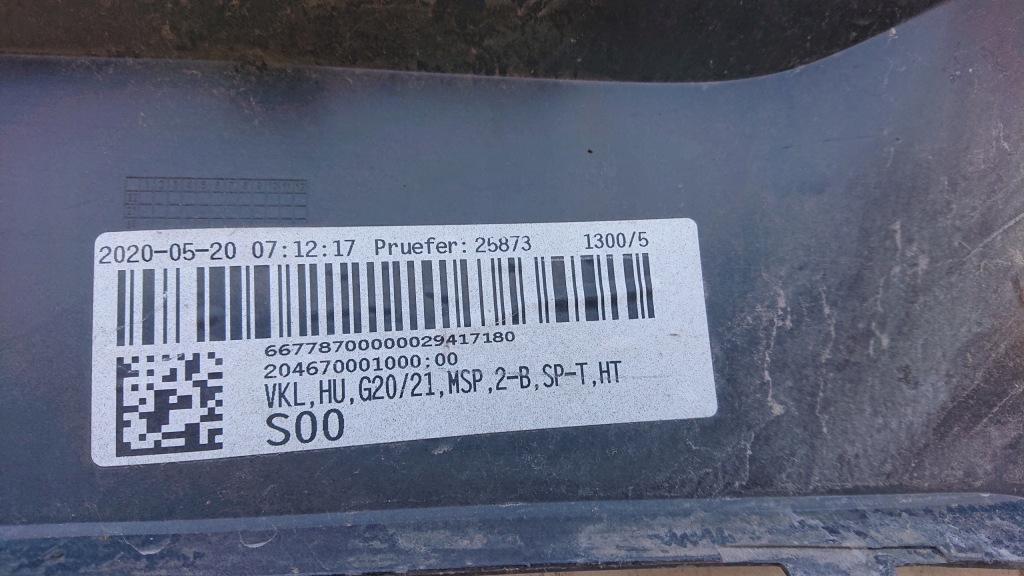 2020-05-20 07:12:17 Pruefer: 25873 1300/5
66778700000029417180
204670001000:00
VKL,HU,G20/21,MSP,2-B,SP-T,HT
S00